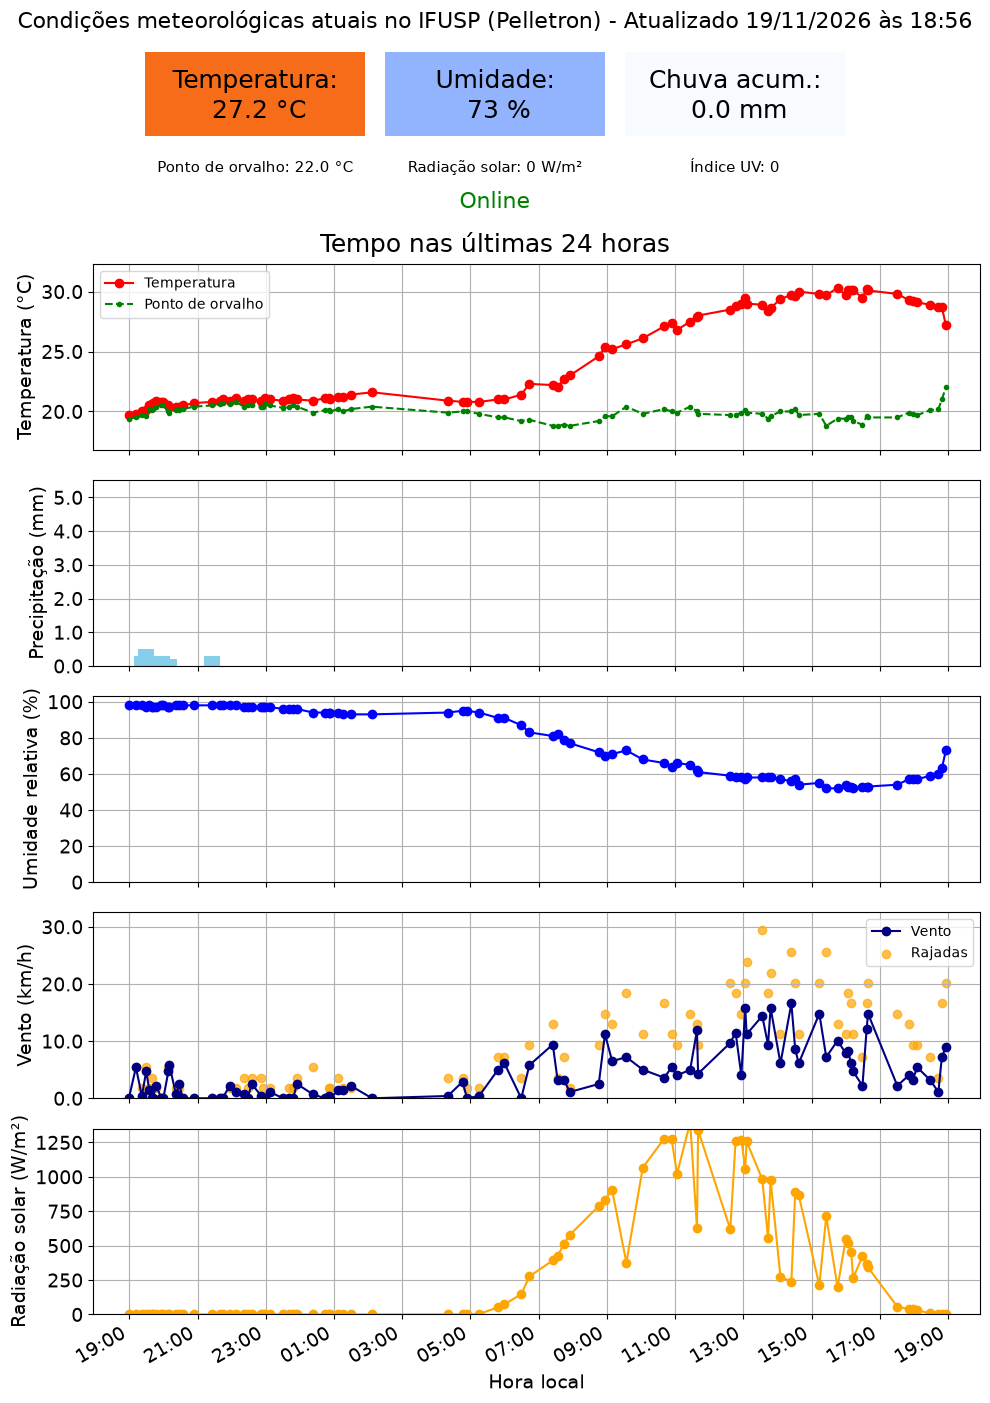 Condições meteorológicas atuais no IFUSP (Pelletron) - Atualizado 19/11/2026 às 18:56
Temperatura:
27.2 °C
Umidade:
73 %
Chuva acum.:
0.0 mm
Ponto de orvalho: 22.0 °C
Radiação solar: 0 W/m²
Índice UV: 0
Online
Tempo nas últimas 24 horas
Temperatura (°C)
30.0
25.0
20.0
Temperatura
Ponto de orvalho
Precipitação (mm)
5.0
4.0
3.0
2.0
1.0
0.0
Umidade relativa (%)
100
80
60
40
20
0
Vento (km/h)
30.0
20.0
10.0
0.0
Vento
Rajadas
Radiação solar (W/m²)
1250
1000
750
500
250
0
19:00
21:00
23:00
01:00
03:00
05:00
07:00
09:00
11:00
13:00
15:00
17:00
19:00
Hora local